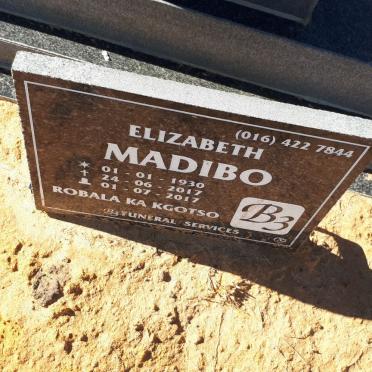 (016) 422 7844
ELIZABETH
MADIBO
01 - 01 - 1930
24 - 06 - 2017
01 - 07 - 2017
ROBALA KA KGOTSO
B3 FUNERAL SERVICES
B3